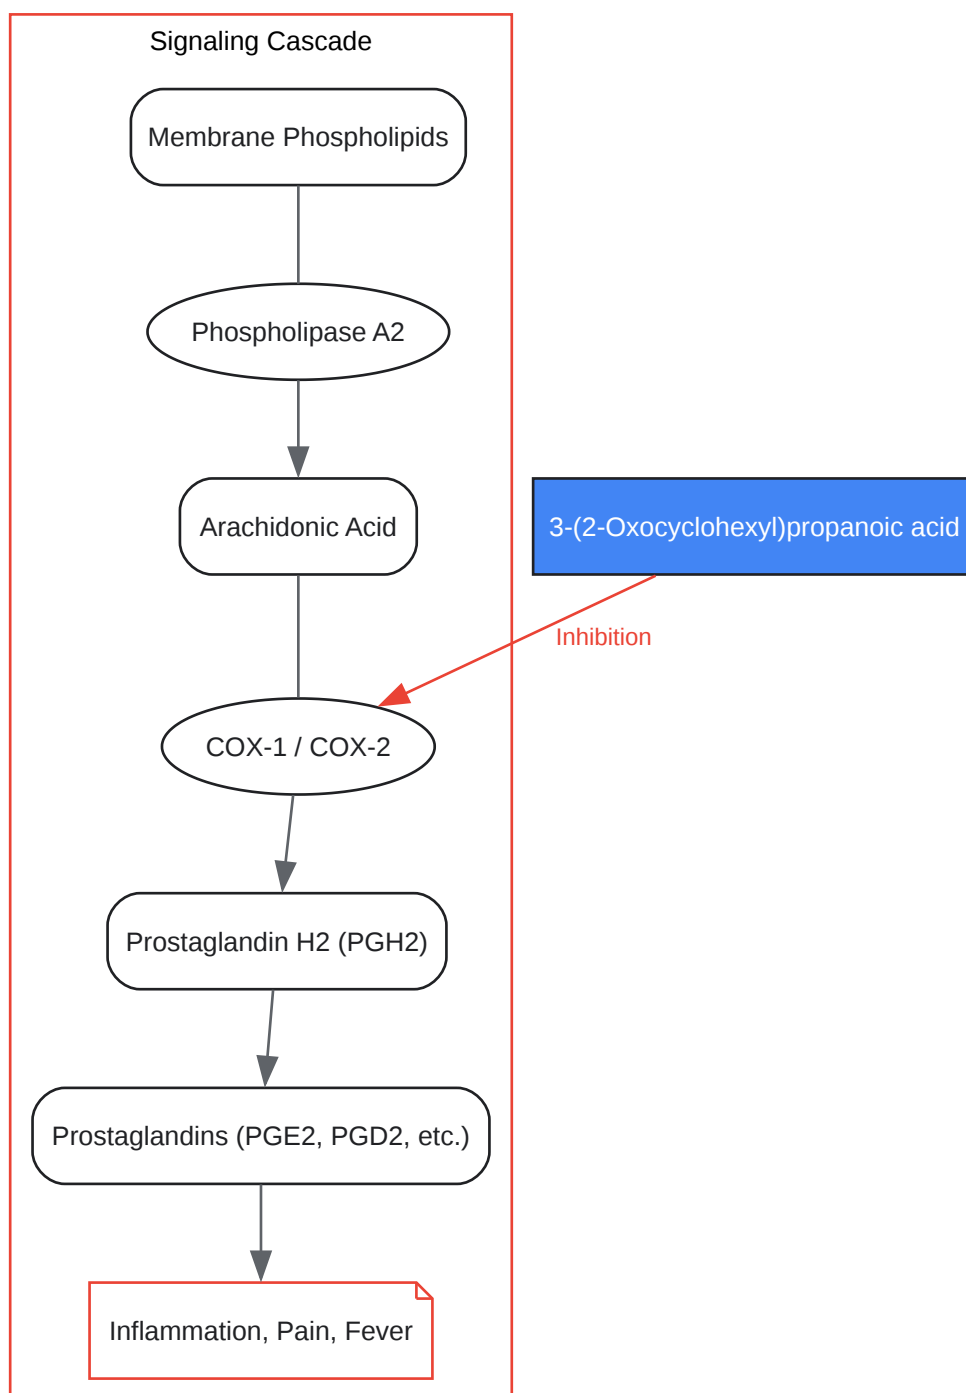 Signaling Cascade
Membrane Phospholipids
Phospholipase A2
Arachidonic Acid
3-(2-Oxocyclohexyl)propanoic acid
Inhibition
COX-1 / COX-2
Prostaglandin H2 (PGH2)
Prostaglandins (PGE2, PGD2, etc.)
Inflammation, Pain, Fever